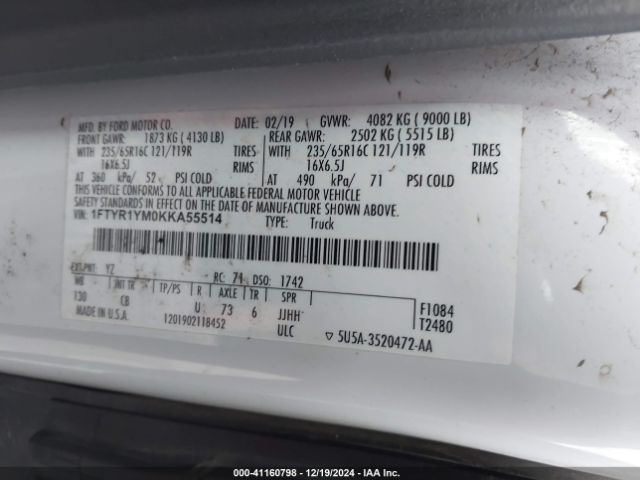 MFD. BY FORD MOTOR CO.
DATE: 02/19 GVWR: 4082 KG ( 9000 LB)
FRONT GAWR: 1873 KG ( 4130 LB) REAR GAWR: 2502 KG ( 5515 LB)
WITH 235/65R16C 121/119R TIRES WITH 235/65R16C 121/119R TIRES
16X6.5J RIMS 16X6.5J RIMS
AT 360 kPa/ 52 PSI COLD AT 490 kPa/ 71 PSI COLD
THIS VEHICLE CONFORMS TO ALL APPLICABLE FEDERAL MOTOR VEHICLE
SAFETY STANDARDS IN EFFECT ON THE DATE OF MANUFACTURE SHOWN ABOVE.
VIN: 1FTYR1YM0KKA55514 TYPE: Truck
EXT.PNT: YZ RC: 71 DSO: 1742
WB INT TR TP/PS R AXLE TR SPR
130 CB U 73 6 JJHH F1084
MADE IN U.S.A. 1201902118452 ULC T2480
▽ 5U5A-3520472-AA
00-41160798 - 12/19/2024 - IAA Inc.